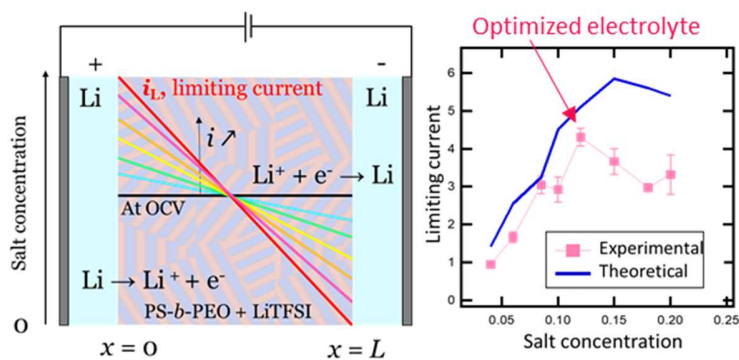 +
-
Li
Li
i_L, limiting current
i ↗
Li⁺ + e⁻ → Li
At OCV
Li → Li⁺ + e⁻
PS-b-PEO + LiTFSI
Salt concentration
0
x = 0
x = L
Optimized electrolyte
Limiting current
6
5
4
3
2
1
0
Experimental
Theoretical
0.05
0.10
0.15
0.20
0.25
Salt concentration